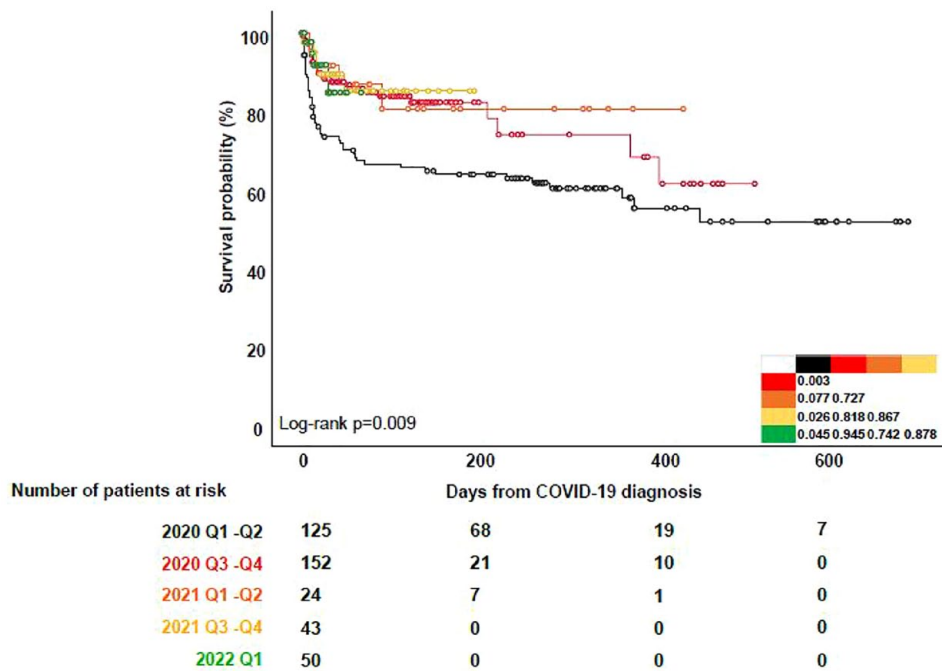 Survival probability (%)
100
80
60
40
20
0
Log-rank p=0.009
0.003
0.077 0.727
0.026 0.818 0.867
0.045 0.945 0.742 0.878
0 200 400 600
Number of patients at risk Days from COVID-19 diagnosis
2020 Q1 -Q2 125 68 19 7
2020 Q3 -Q4 152 21 10 0
2021 Q1 -Q2 24 7 1 0
2021 Q3 -Q4 43 0 0 0
2022 Q1 50 0 0 0